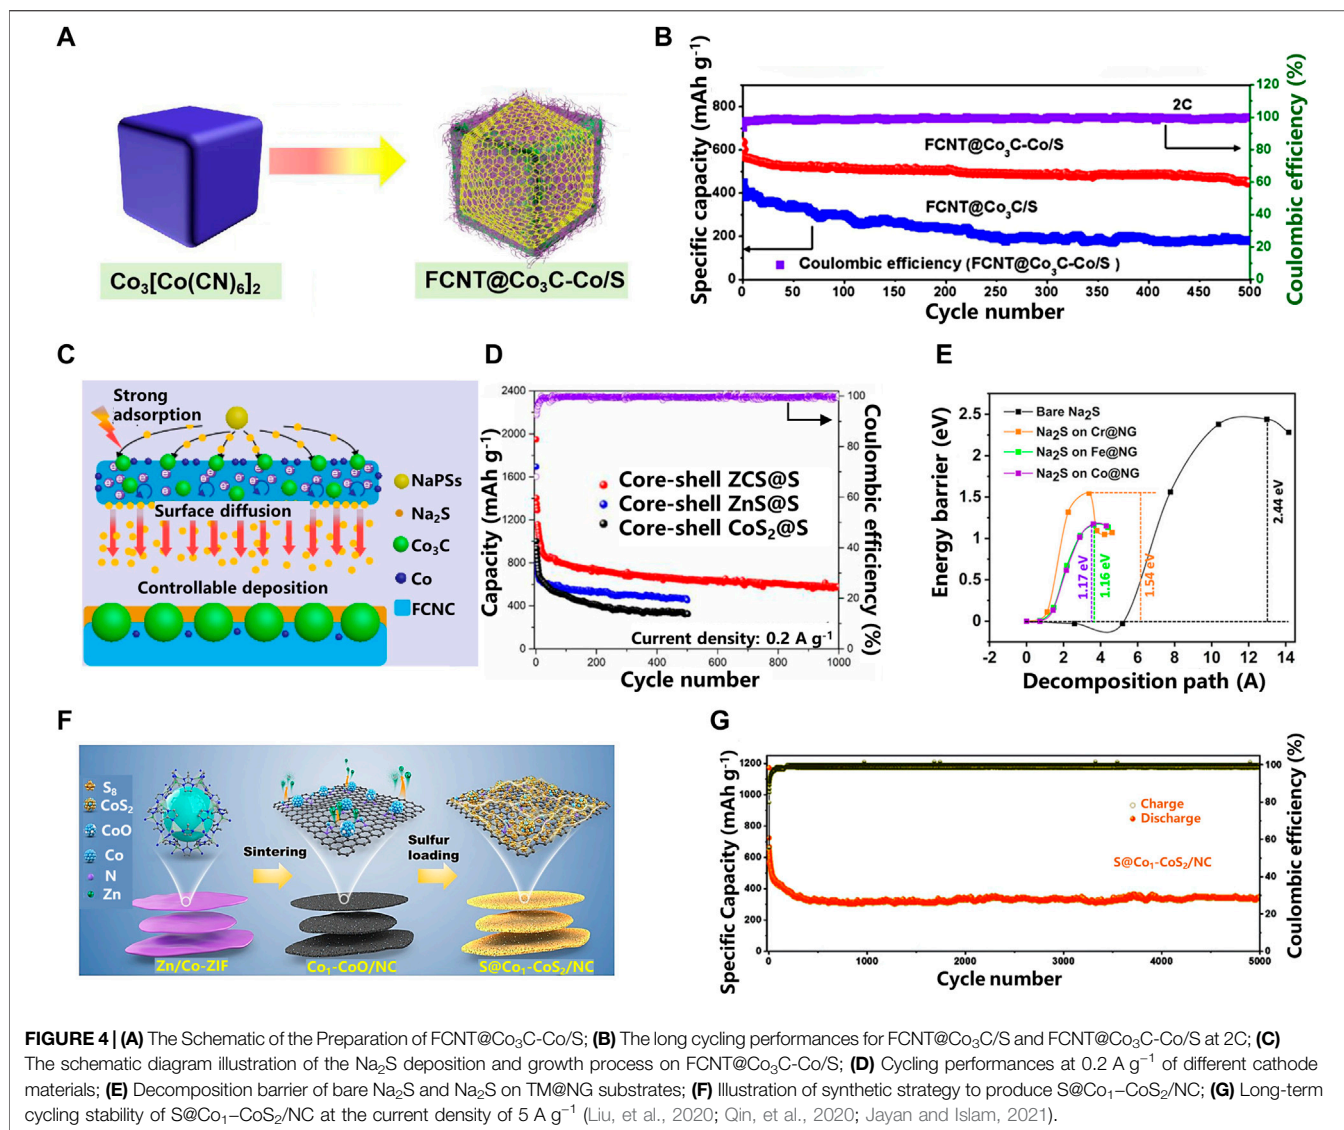 A
Co₃[Co(CN)₆]₂
FCNT@Co₃C-Co/S
B
Specific capacity (mAh g⁻¹)
800
600
400
200
0
2C
FCNT@Co₃C-Co/S
FCNT@Co₃C/S
Coulombic efficiency (FCNT@Co₃C-Co/S )
120
100
80
60
40
20
0
Coulombic efficiency (%)
0 50 100 150 200 250 300 350 400 450 500
Cycle number
C
Strong
adsorption
Surface diffusion
Controllable deposition
NaPSs
Na₂S
Co₃C
Co
FCNC
D
Capacity (mAh g⁻¹)
2400
2200
2000
1600
1200
1000
800
600
400
Core-shell ZCS@S
Core-shell ZnS@S
Core-shell CoS₂@S
Current density: 0.2 A g⁻¹
100
80
60
40
20
0
Coulombic efficiency (%)
0 200 400 600 800 1000
Cycle number
E
Energy barrier (eV)
2.5
2.0
1.5
1.0
0.5
0
Bare Na₂S
Na₂S on Cr@NG
Na₂S on Fe@NG
Na₂S on Co@NG
1.17 eV
1.16 eV
1.54 eV
2.44 eV
-2 0 2 4 6 8 10 12 14
Decomposition path (A)
F
S₈
CoS₂
CoO
Co
N
Zn
Sintering
Sulfur
loading
Zn/Co-ZIF
Co₁-CoO/NC
S@Co₁-CoS₂/NC
G
Specific Capacity (mAh g⁻¹)
1200
1000
800
600
400
200
0
Charge
Discharge
S@Co₁-CoS₂/NC
100
80
60
40
20
0
Coulombic efficiency (%)
0 1000 2000 3000 4000 5000
Cycle number
FIGURE 4 | (A) The Schematic of the Preparation of FCNT@Co₃C-Co/S; (B) The long cycling performances for FCNT@Co₃C/S and FCNT@Co₃C-Co/S at 2C; (C)
The schematic diagram illustration of the Na₂S deposition and growth process on FCNT@Co₃C-Co/S; (D) Cycling performances at 0.2 A g⁻¹ of different cathode
materials; (E) Decomposition barrier of bare Na₂S and Na₂S on TM@NG substrates; (F) Illustration of synthetic strategy to produce S@Co₁–CoS₂/NC; (G) Long-term
cycling stability of S@Co₁–CoS₂/NC at the current density of 5 A g⁻¹ (Liu, et al., 2020; Qin, et al., 2020; Jayan and Islam, 2021).